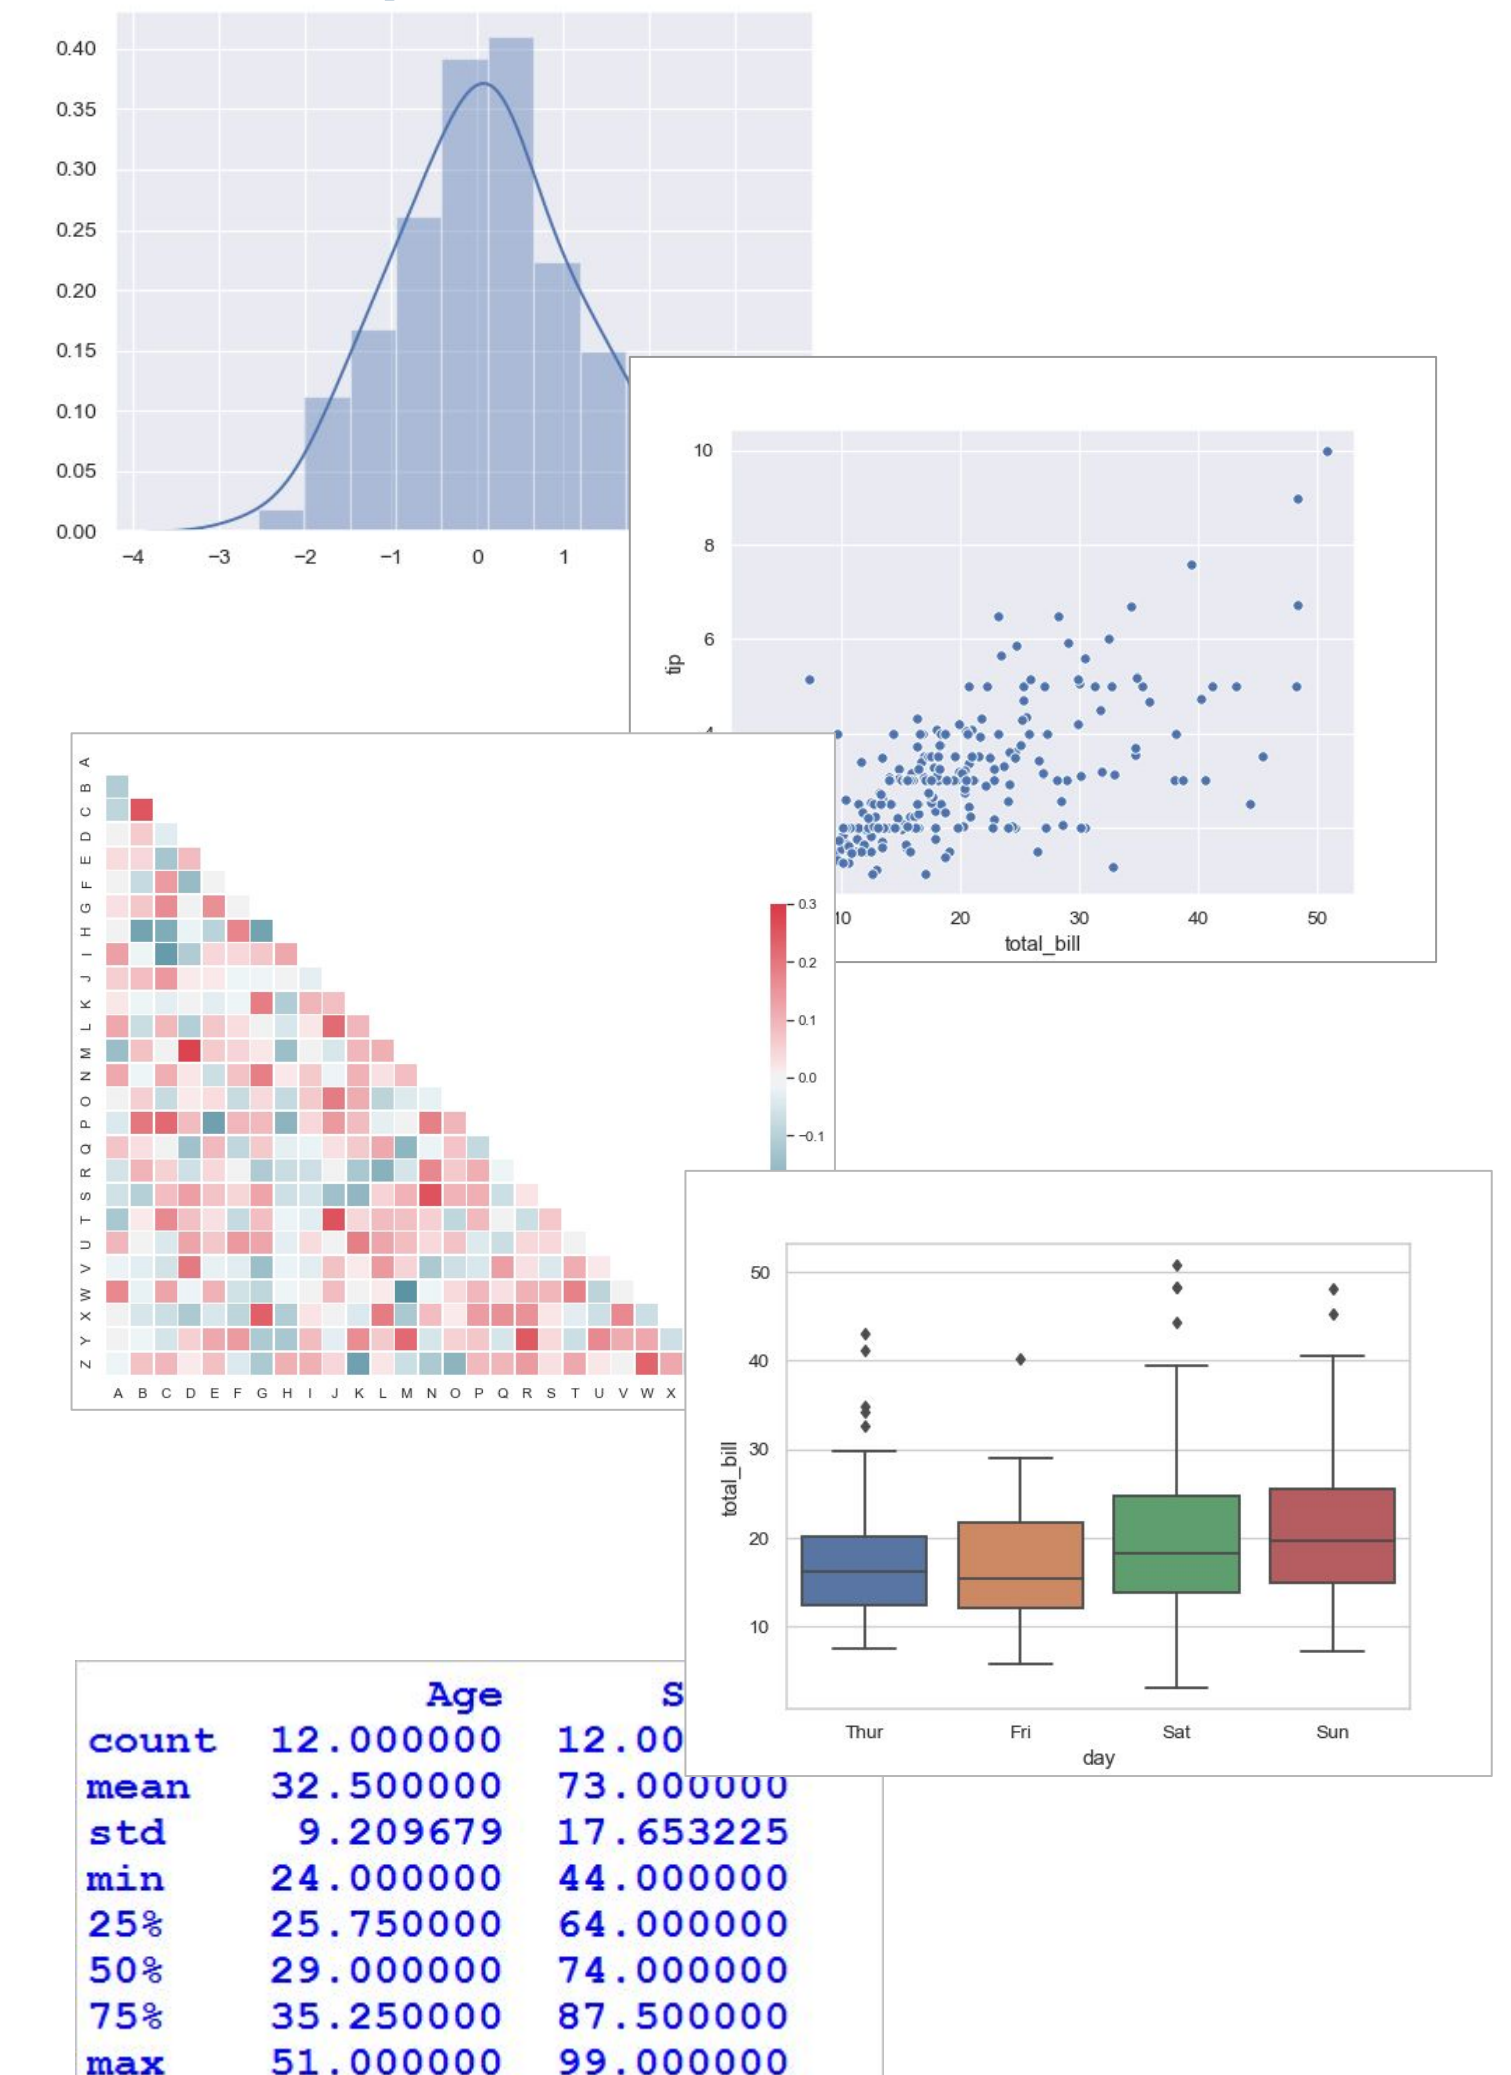 0.40
0.35
0.30
0.25
0.20
0.15
0.10
0.05
0.00
−4 −3 −2 −1 0 1
10
8
6
tip
10 20 30 40 50
total_bill
A
B
C
D
E
F
G
H
I
J
K
L
M
N
O
P
Q
R
S
T
U
V
W
X
Y
Z
A B C D E F G H I J K L M N O P Q R S T U V W X
0.3
0.2
0.1
0.0
−0.1
50
40
30
20
10
total_bill
Thur Fri Sat Sun
day
Age S
count 12.000000 12.00
mean 32.500000 73.000000
std 9.209679 17.653225
min 24.000000 44.000000
25% 25.750000 64.000000
50% 29.000000 74.000000
75% 35.250000 87.500000
max 51.000000 99.000000